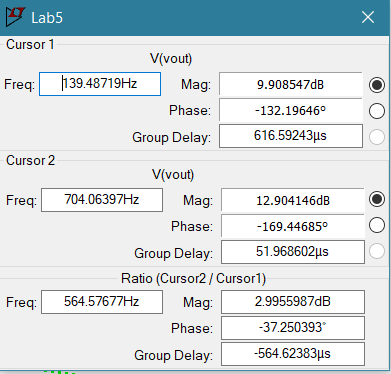 Lab5
Cursor 1
V(vout)
Freq: 139.48719Hz Mag: 9.908547dB
Phase: -132.19646º
Group Delay: 616.59243µs
Cursor 2
V(vout)
Freq: 704.06397Hz Mag: 12.904146dB
Phase: -169.44685º
Group Delay: 51.968602µs
Ratio (Cursor2 / Cursor1)
Freq: 564.57677Hz Mag: 2.9955987dB
Phase: -37.250393°
Group Delay: -564.62383µs